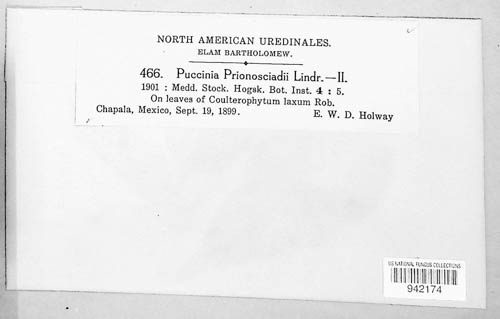 NORTH AMERICAN UREDINALES.
ELAM BARTHOLOMEW.
466. Puccinia Prionosciadii Lindr.—II.
1901 : Medd. Stock. Hogsk. Bot. Inst. 4 : 5.
On leaves of Coulterophytum laxum Rob.
Chapala, Mexico, Sept. 19, 1899. E. W. D. Holway
US NATIONAL FUNGUS COLLECTIONS
942174